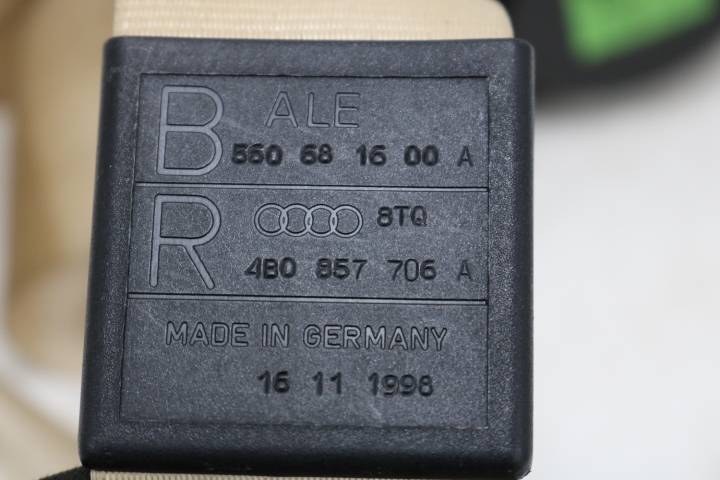 B ALE
560 68 16 00 A
R 8TQ
4B0 857 706 A
MADE IN GERMANY
16 11 1998